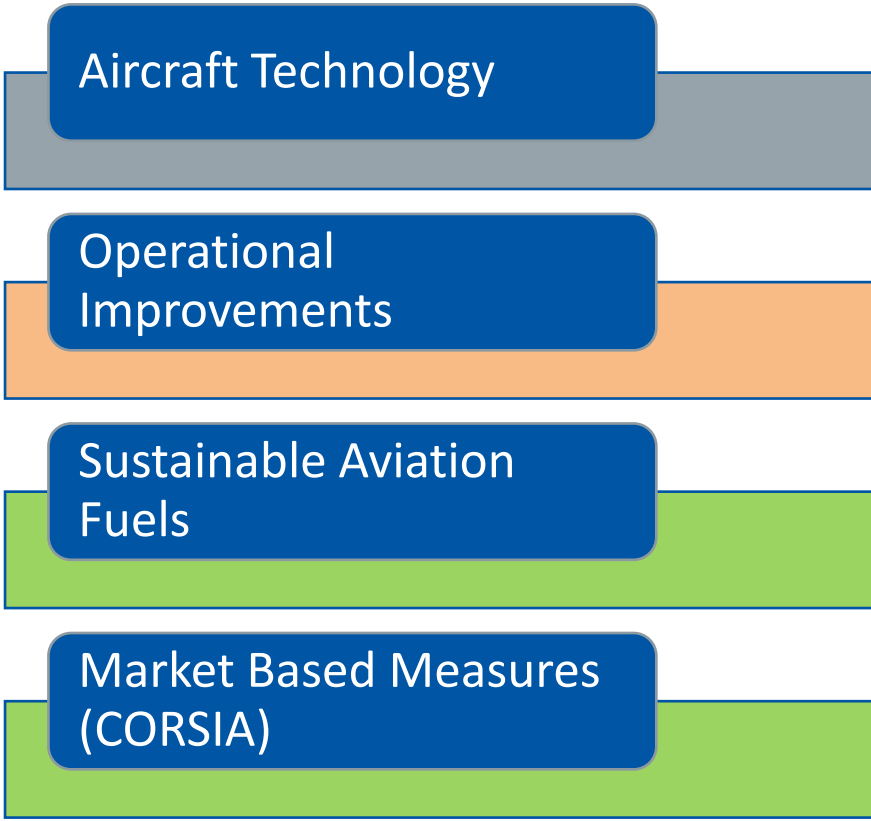 Aircraft Technology
Operational
Improvements
Sustainable Aviation
Fuels
Market Based Measures
(CORSIA)